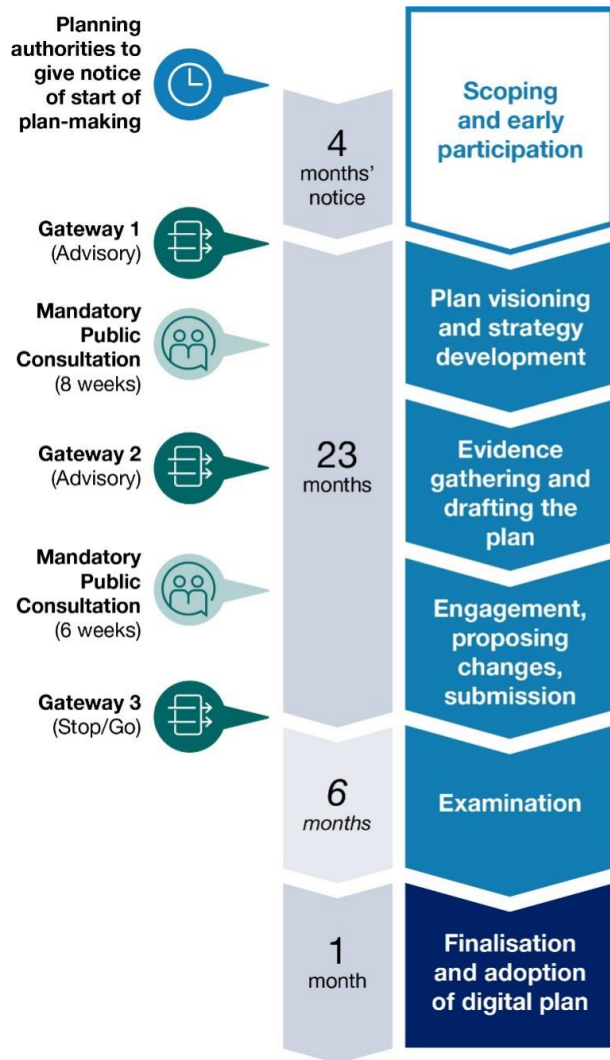 Planning
authorities to
give notice
of start of
plan-making
4
months’
notice
Scoping
and early
participation
Gateway 1
(Advisory)
Plan visioning
and strategy
development
Mandatory
Public
Consultation
(8 weeks)
23
months
Gateway 2
(Advisory)
Evidence
gathering and
drafting the
plan
Mandatory
Public
Consultation
(6 weeks)
Engagement,
proposing
changes,
submission
Gateway 3
(Stop/Go)
6
months
Examination
1
month
Finalisation
and adoption
of digital plan